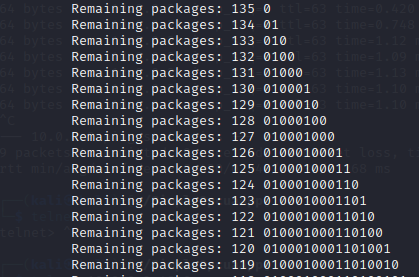 Remaining packages: 135 0
Remaining packages: 134 01
Remaining packages: 133 010
Remaining packages: 132 0100
Remaining packages: 131 01000
Remaining packages: 130 010001
Remaining packages: 129 0100010
Remaining packages: 128 01000100
Remaining packages: 127 010001000
Remaining packages: 126 0100010001
Remaining packages: 125 01000100011
Remaining packages: 124 010001000110
Remaining packages: 123 0100010001101
Remaining packages: 122 01000100011010
Remaining packages: 121 010001000110100
Remaining packages: 120 0100010001101001
Remaining packages: 119 01000100011010010